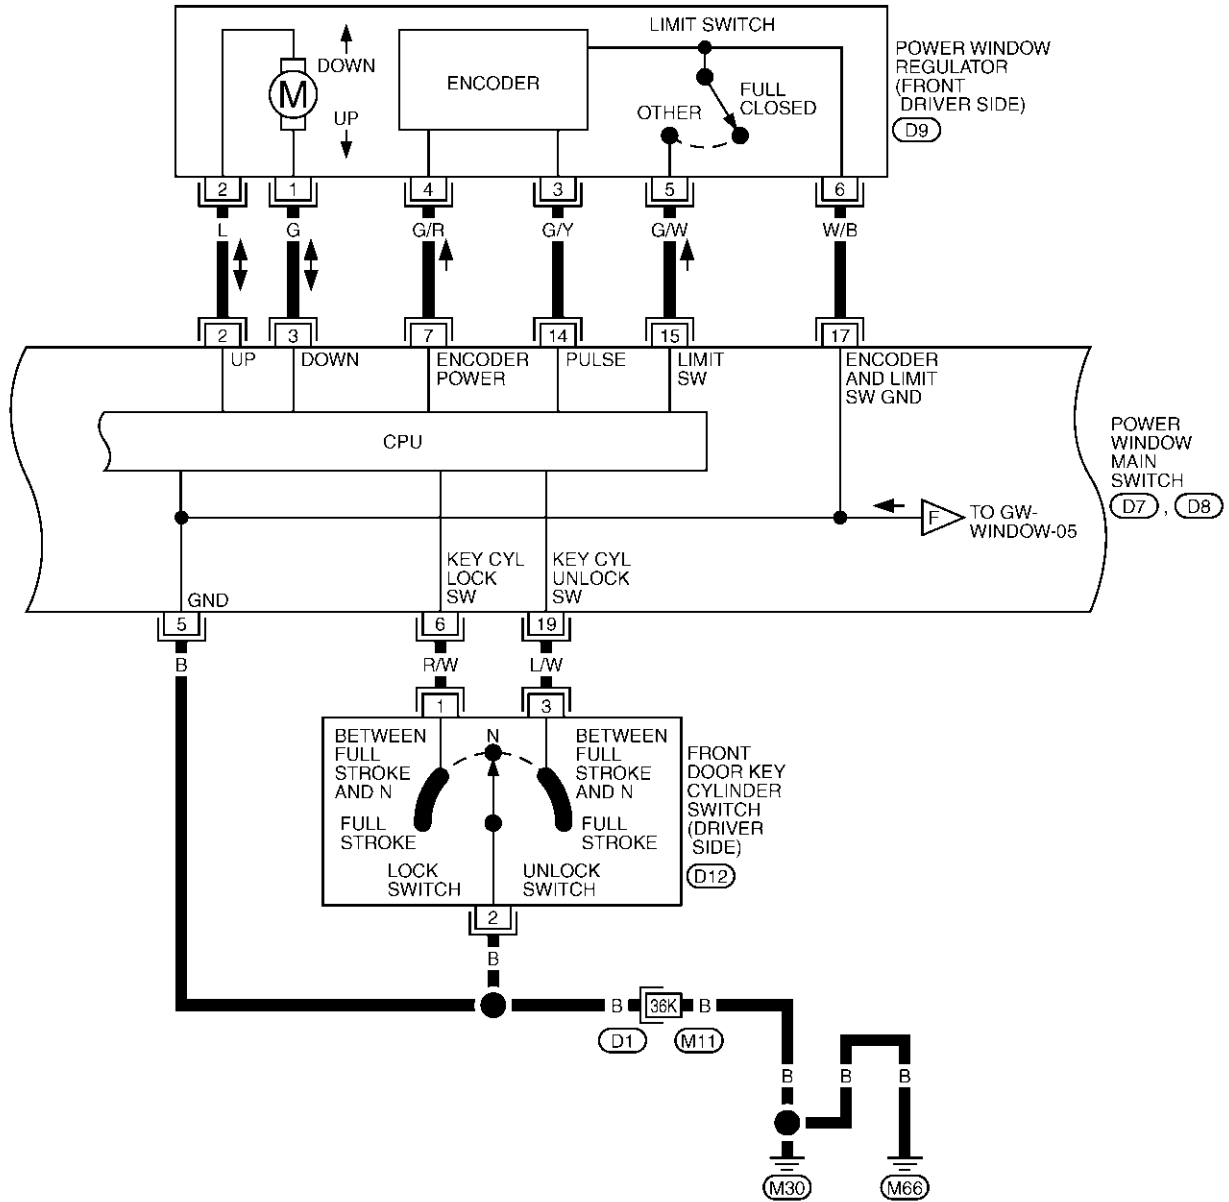 LIMIT SWITCH
DOWN
M
UP
ENCODER
OTHER
FULL
CLOSED
POWER WINDOW
REGULATOR
(FRONT
DRIVER SIDE)
D9
2 1 4 3 5 6
L G G/R G/Y G/W W/B
2 3 7 14 15 17
UP
DOWN
ENCODER
POWER
PULSE
LIMIT
SW
ENCODER
AND LIMIT
SW GND
CPU
POWER
WINDOW
MAIN
SWITCH
D7 , D8
F
TO GW-
WINDOW-05
GND
KEY CYL
LOCK
SW
KEY CYL
UNLOCK
SW
5 6 19
B R/W L/W
1 3
BETWEEN
FULL
STROKE
AND N
N
BETWEEN
FULL
STROKE
AND N
FULL
STROKE
FULL
STROKE
LOCK
SWITCH
UNLOCK
SWITCH
FRONT
DOOR KEY
CYLINDER
SWITCH
(DRIVER
SIDE)
D12
2
B
B 36K B
D1 M11
B B B
M30 M66